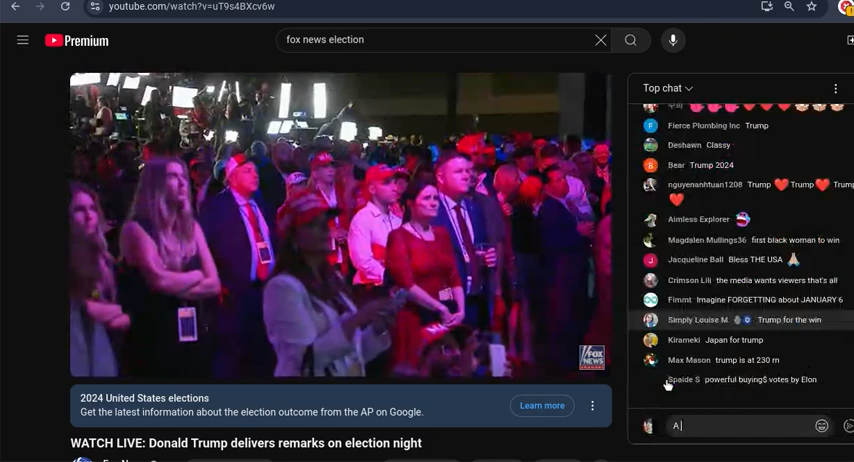 youtube.com/watch?v=uT9s4BXcv6w
Premium
fox news election
Top chat
Fierce Plumbing Inc Trump
Deshawn Classy
Bear Trump 2024
nguyenanhtuan1208 Trump ❤️ Trump ❤️ Trump
❤️
Aimless Explorer
Magdalen Mullings36 first black woman to win
Jacqueline Ball Bless THE USA 🙏🏻
Crimson Lili the media wants viewers that's all
Fimmt Imagine FORGETTING about JANUARY 6
Simply Louise M. Trump for the win
Kirameki Japan for trump
Max Mason trump is at 230 rn
Spaide S powerful buying$ votes by Elon
A
FOX
NEWS
2024 United States elections
Get the latest information about the election outcome from the AP on Google.
Learn more
WATCH LIVE: Donald Trump delivers remarks on election night